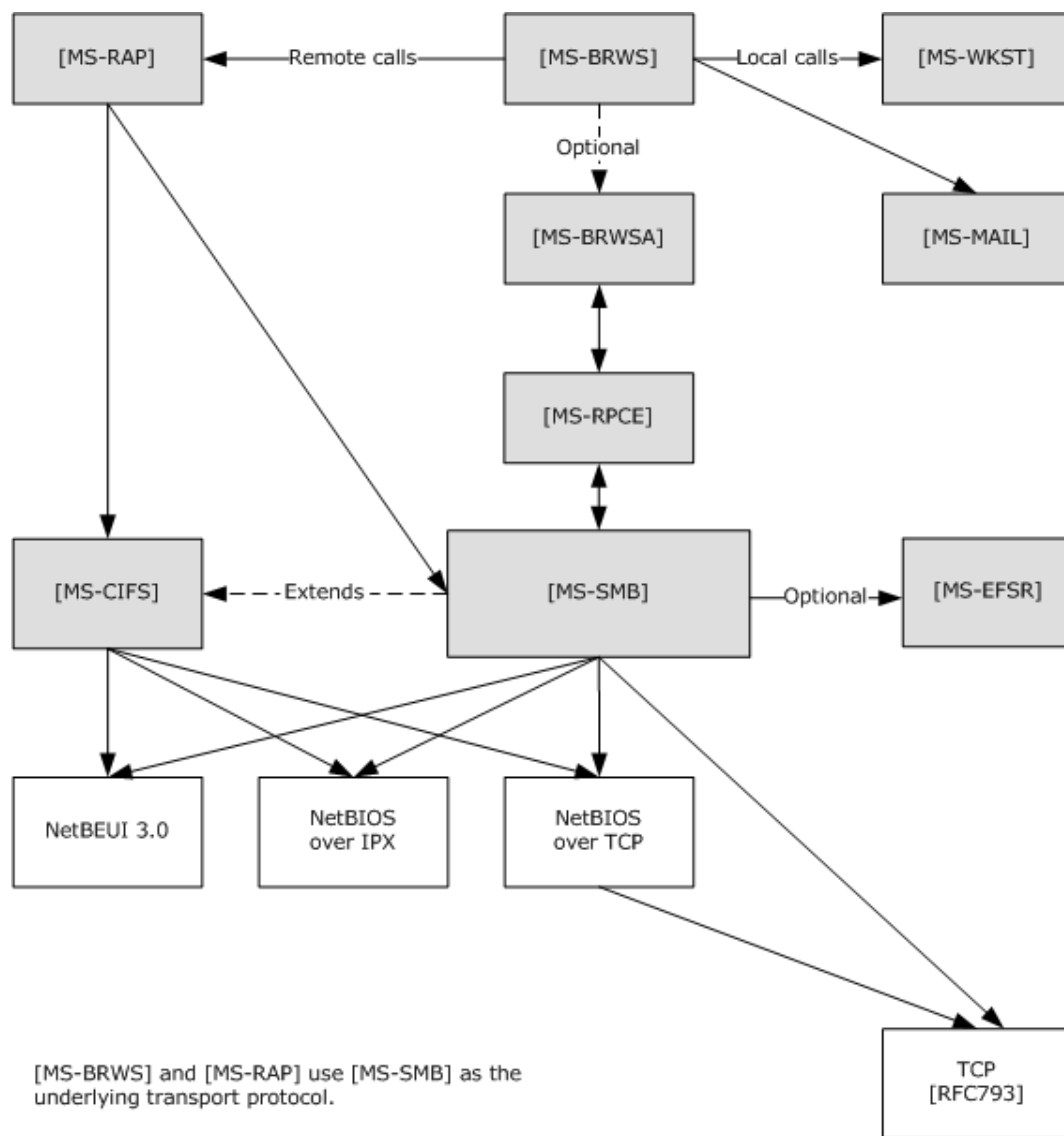 [MS-RAP]
Remote calls
[MS-BRWS]
Local calls
[MS-WKST]
Optional
[MS-BRWSA]
[MS-MAIL]
[MS-RPCE]
[MS-CIFS]
Extends
[MS-SMB]
Optional
[MS-EFSR]
NetBEUI 3.0
NetBIOS
over IPX
NetBIOS
over TCP
[MS-BRWS] and [MS-RAP] use [MS-SMB] as the
underlying transport protocol.
TCP
[RFC793]